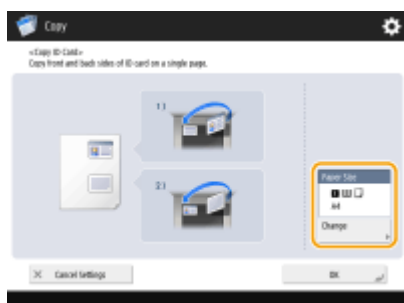 Copy
<Copy ID Card>
Copy front and back sides of ID card on a single page.
1.)
2.)
Paper Size
A4
Change
Cancel Settings
OK